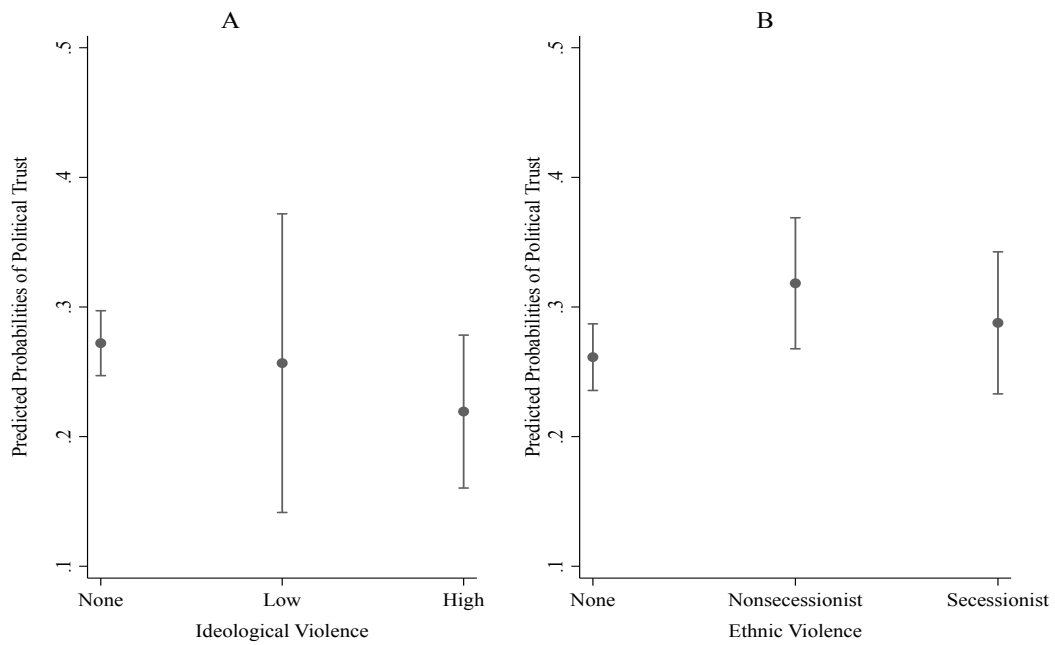 A
Predicted Probabilities of Political Trust
.5
.4
.3
.2
.1
None Low High
Ideological Violence
B
Predicted Probabilities of Political Trust
.5
.4
.3
.2
.1
None Nonsecessionist Secessionist
Ethnic Violence